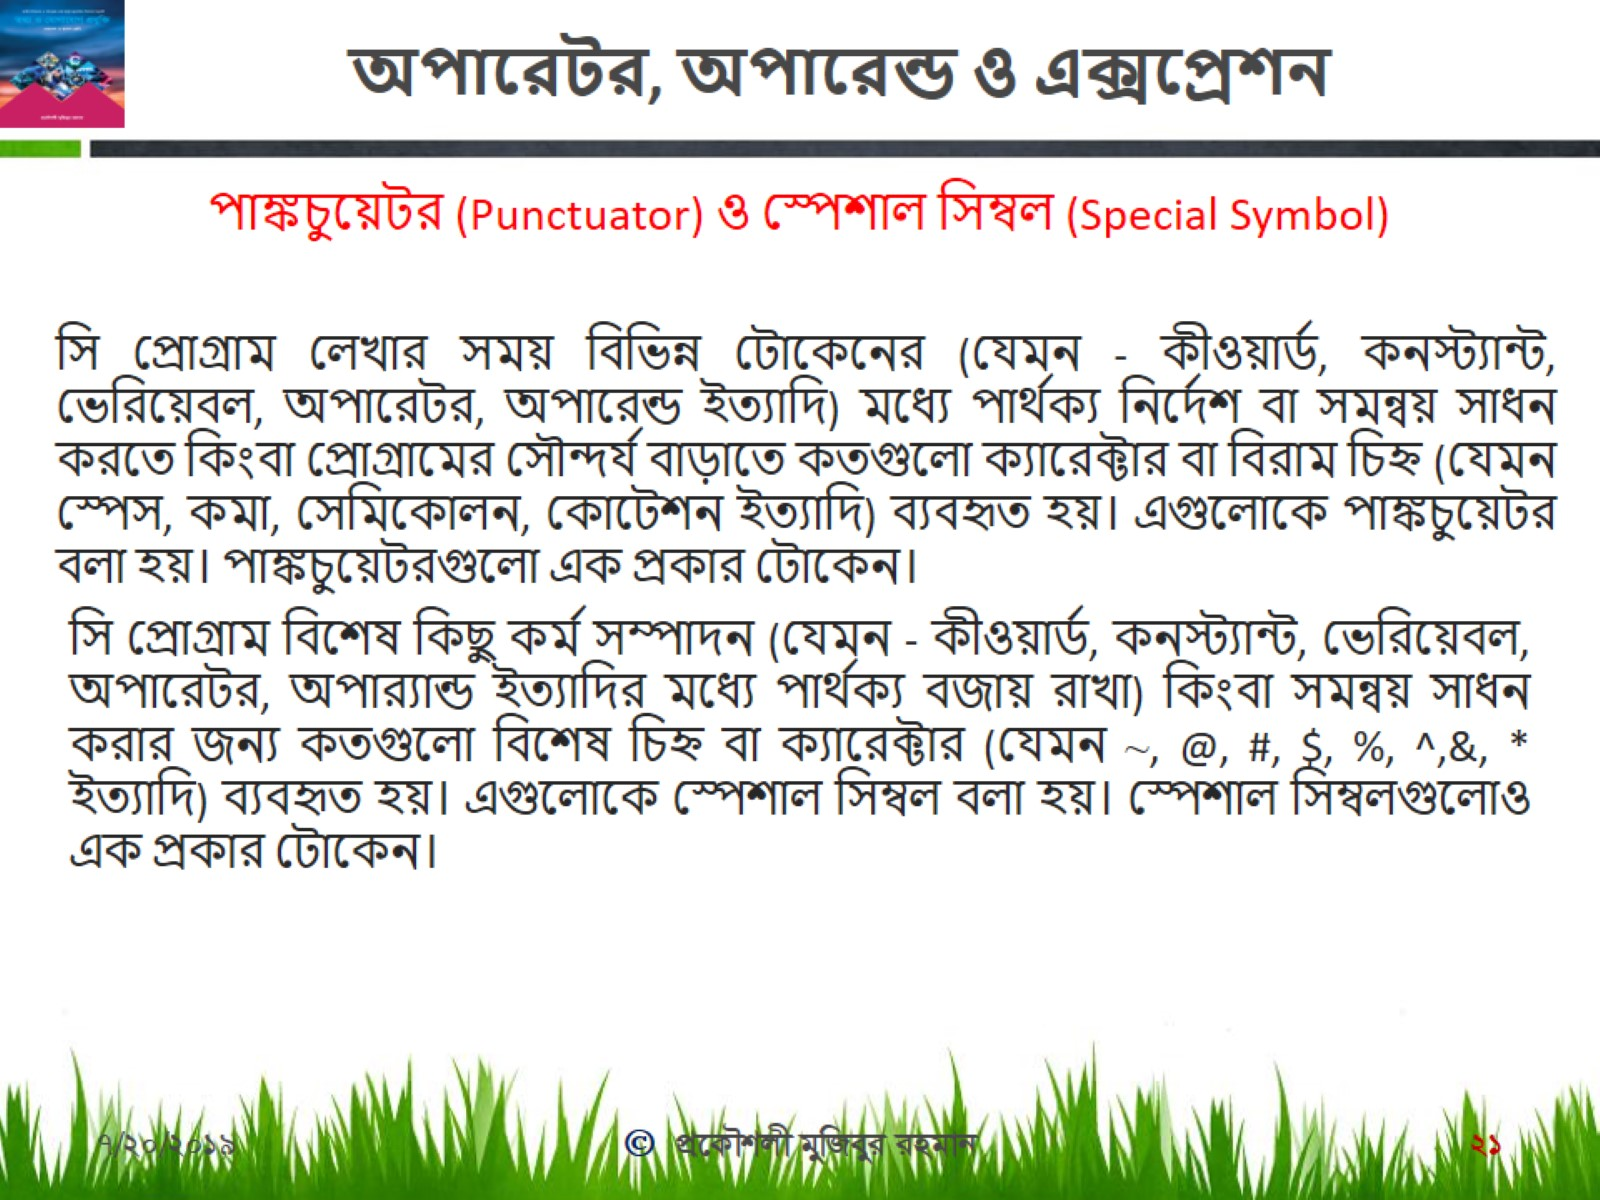 অপারেটর, অপারেন্ড ও এক্সপ্রেশন
পাঙ্কচুয়েটর (Punctuator) ও স্পেশাল সিম্বল (Special Symbol)
সি প্রোগ্রাম লেখার সময় বিভিন্ন টোকেনের (যেমন - কীওয়ার্ড, কনস্ট্যান্ট,
ভেরিয়েবল, অপারেটর, অপারেন্ড ইত্যাদি) মধ্যে পার্থক্য নির্দেশ বা সমন্বয় সাধন
করতে কিংবা প্রোগ্রামের সৌন্দর্য বাড়াতে কতগুলো ক্যারেক্টার বা বিরাম চিহ্ন (যেমন
স্পেস, কমা, সেমিকোলন, কোটেশন ইত্যাদি) ব্যবহৃত হয়। এগুলোকে পাঙ্কচুয়েটর
বলা হয়। পাঙ্কচুয়েটরগুলো এক প্রকার টোকেন।
সি প্রোগ্রাম বিশেষ কিছু কর্ম সম্পাদন (যেমন - কীওয়ার্ড, কনস্ট্যান্ট, ভেরিয়েবল,
অপারেটর, অপার‍্যান্ড ইত্যাদির মধ্যে পার্থক্য বজায় রাখা) কিংবা সমন্বয় সাধন
করার জন্য কতগুলো বিশেষ চিহ্ন বা ক্যারেক্টার (যেমন ~, @, #, $, %, ^,&, *
ইত্যাদি) ব্যবহৃত হয়। এগুলোকে স্পেশাল সিম্বল বলা হয়। স্পেশাল সিম্বলগুলোও
এক প্রকার টোকেন।
৭/২০/২০১৯
© প্রকৌশলী মুজিবুর রহমান
২১